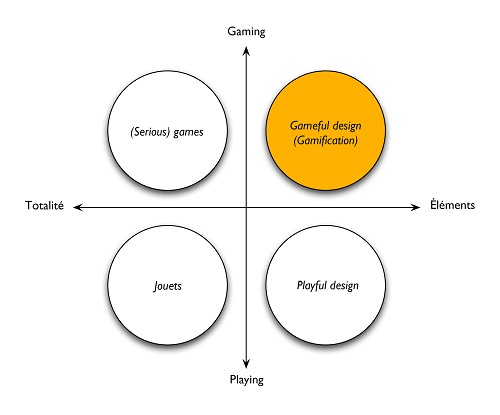 Gaming
(Serious) games
Gameful design
(Gamification)
Totalité
Éléments
Jouets
Playful design
Playing